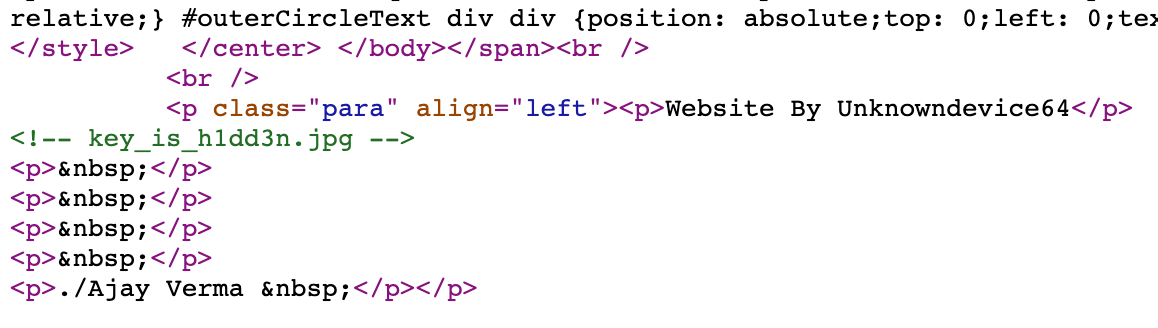 relative;} #outerCircleText div div {position: absolute;top: 0;left: 0;
</style>   </center> </body></span><br />
<br />
<p class="para" align="left"><p>Website By Unknowndevice64</p>
<!-- key_is_h1dd3n.jpg -->
<p>&nbsp;</p>
<p>&nbsp;</p>
<p>&nbsp;</p>
<p>&nbsp;</p>
<p>./Ajay Verma &nbsp;</p></p>